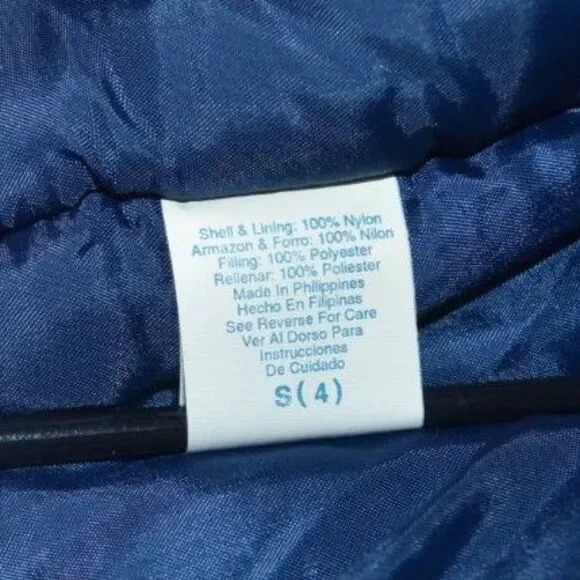 Shell & Lining: 100% Nylon
Armazon & Forro: 100% Nilon
Filling: 100% Polyester
Rellenar: 100% Poliester
Made In Philippines
Hecho En Filipinas
See Reverse For Care
Ver Al Dorso Para
Instrucciones
De Cuidado
S(4)